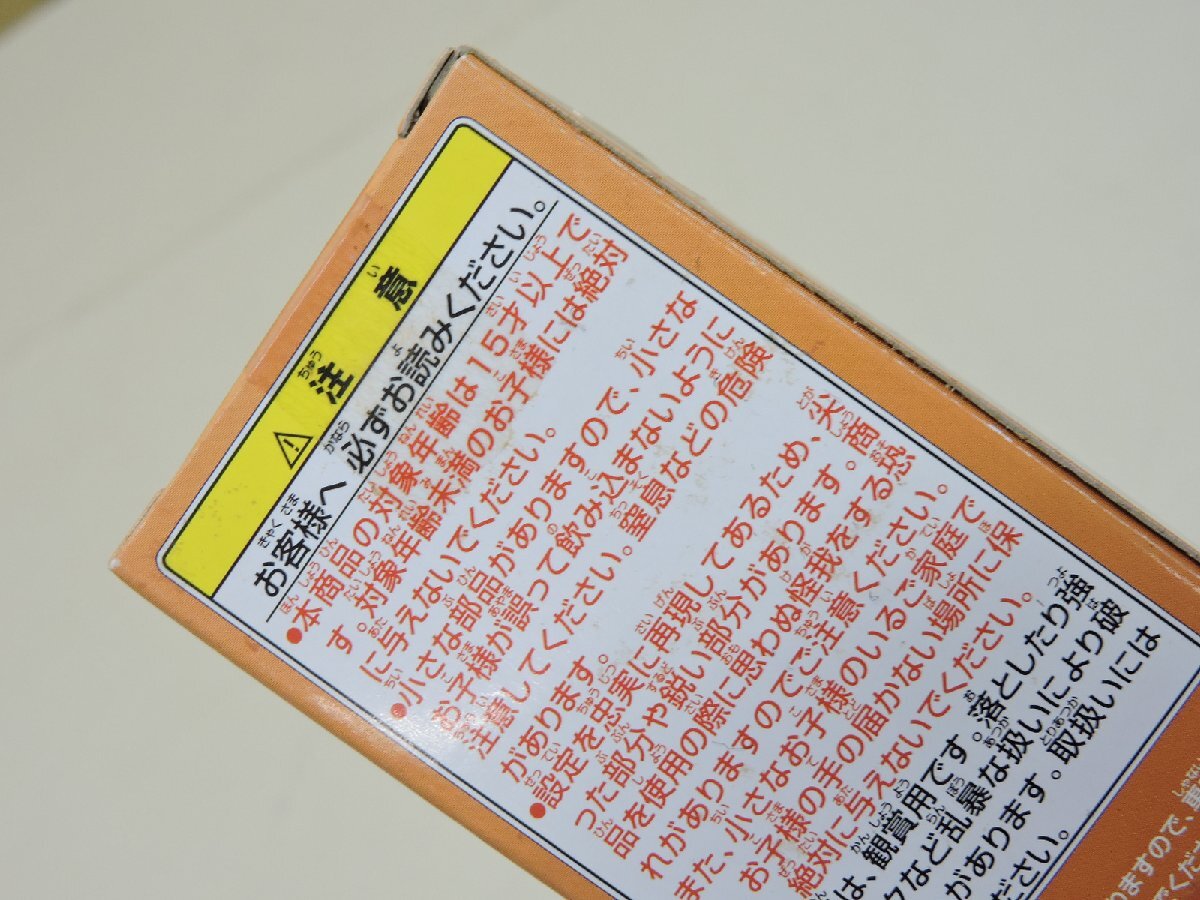 ⚠ 注意
お客様へ 必ずお読みください。
●本商品の対象年齢は15才以上で
す。対象年齢未満のお子様には絶対
に与えないでください。
●小さな部品がありますので、小さな
お子様が誤って飲み込まないように
注意してください。窒息などの危険
があります。
●設定を忠実に再現してあるため、尖
った部分や鋭い部分があります。商
品を使用の際に思わぬ怪我をする恐
れがありますのでご注意ください。
また、小さなお子様のいるご家庭で
お子様の手の届かない場所に保
絶対に与えないでください。
は、観賞用です。落としたり強
クなど乱暴な扱いにより破
があります。取扱いには
ださい。
りますので、